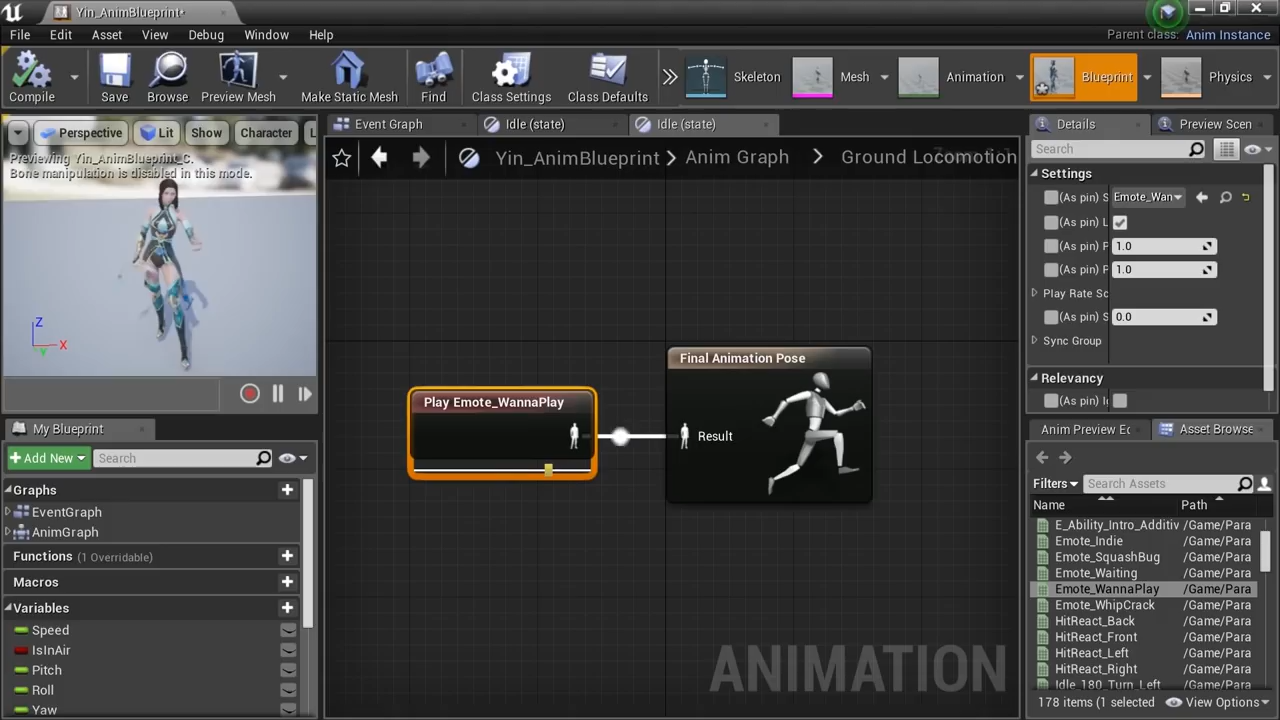 Yin_AnimBlueprint*
File Edit Asset View Debug Window Help
Parent class: Anim Instance
Compile Save Browse Preview Mesh Make Static Mesh Find Class Settings Class Defaults
Skeleton Mesh Animation Blueprint Physics
Perspective Lit Show Character L
Previewing Yin_AnimBlueprint_C.
Bone manipulation is disabled in this mode.
Z
X
Y
Event Graph Idle (state) Idle (state)
Yin_AnimBlueprint Anim Graph Ground Locomotion
Play Emote_WannaPlay
Final Animation Pose
Result
ANIMATION
My Blueprint
Add New Search
Graphs
EventGraph
AnimGraph
Functions (1 Overridable)
Macros
Variables
Speed
IsInAir
Pitch
Roll
Yaw
Details Preview Scen
Search
Settings
(As pin) S Emote_Wan
(As pin) L
(As pin) F 1.0
(As pin) F 1.0
Play Rate Sc
(As pin) S 0.0
Sync Group
Relevancy
(As pin) Ig
Anim Preview Ec Asset Browse
Filters Search Assets
Name Path
E_Ability_Intro_Additiv /Game/Para
Emote_Indie /Game/Para
Emote_SquashBug /Game/Para
Emote_Waiting /Game/Para
Emote_WannaPlay /Game/Para
Emote_WhipCrack /Game/Para
HitReact_Back /Game/Para
HitReact_Front /Game/Para
HitReact_Left /Game/Para
HitReact_Right /Game/Para
Idle_180_Turn_Left /Game/Para
178 items (1 selected View Options